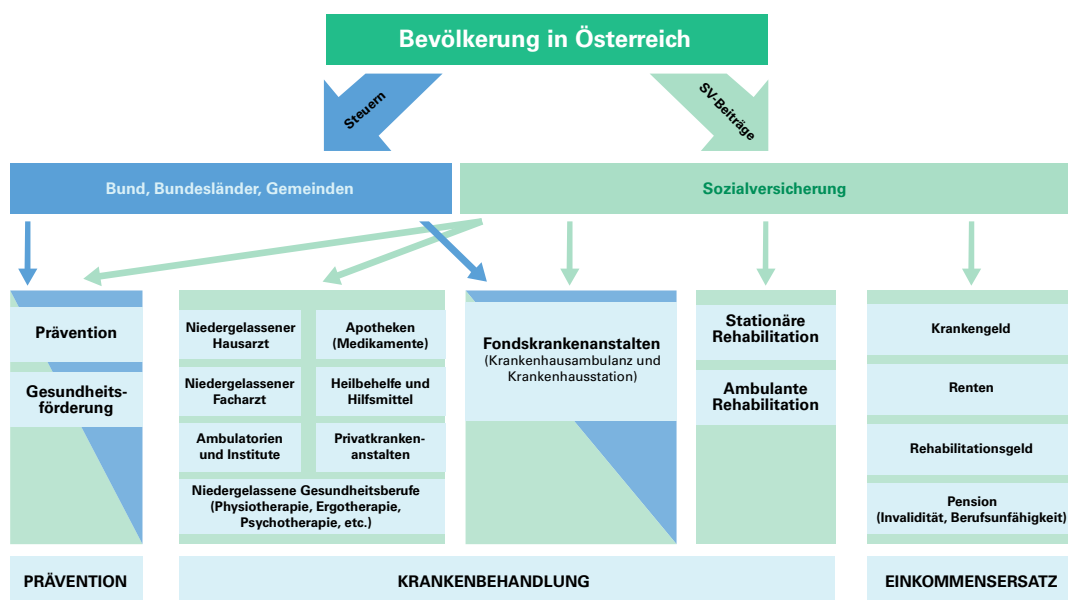 Bevölkerung in Österreich
Steuern
SV-Beiträge
Bund, Bundesländer, Gemeinden
Sozialversicherung
Prävention
Gesundheits-
förderung
Niedergelassener
Hausarzt
Apotheken
(Medikamente)
Niedergelassener
Facharzt
Heilbehelfe und
Hilfsmittel
Ambulatorien
und Institute
Privatkranken-
anstalten
Niedergelassene Gesundheitsberufe
(Physiotherapie, Ergotherapie,
Psychotherapie, etc.)
Fondskrankenanstalten
(Krankenhausambulanz und
Krankenhausstation)
Stationäre
Rehabilitation
Ambulante
Rehabilitation
Krankengeld
Renten
Rehabilitationsgeld
Pension
(Invalidität, Berufsunfähigkeit)
PRÄVENTION
KRANKENBEHANDLUNG
EINKOMMENSERSATZ